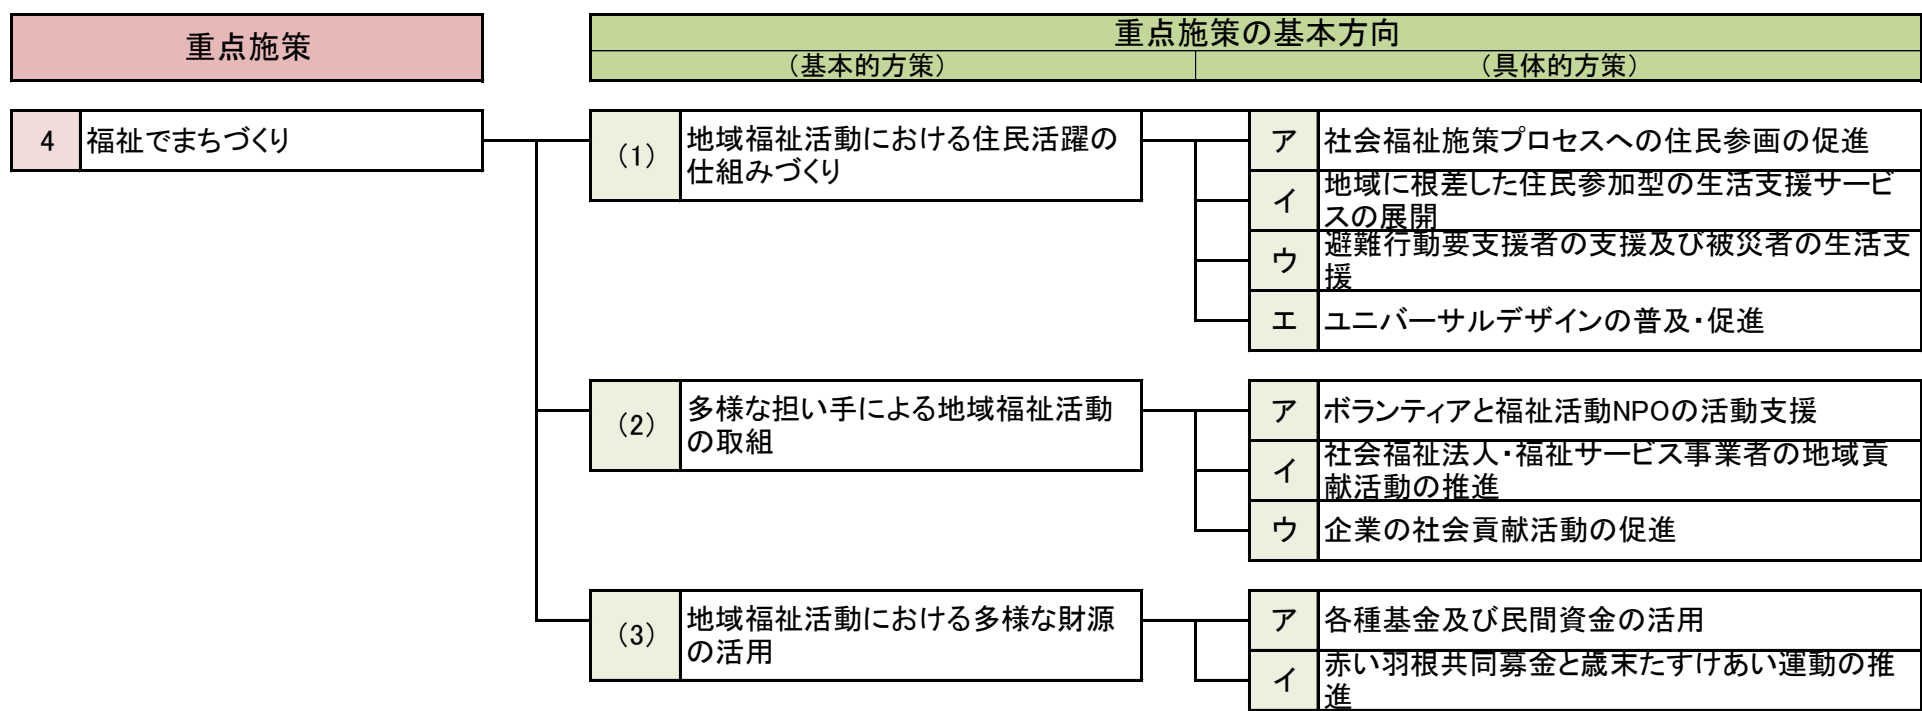 重点施策
重点施策の基本方向
（基本的方策）
（具体的方策）
4
福祉でまちづくり
（1）
地域福祉活動における住民活躍の
仕組みづくり
ア
社会福祉施策プロセスへの住民参画の促進
イ
地域に根差した住民参加型の生活支援サービ
スの展開
ウ
避難行動要支援者の支援及び被災者の生活支
援
エ
ユニバーサルデザインの普及・促進
（2）
多様な担い手による地域福祉活動
の取組
ア
ボランティアと福祉活動NPOの活動支援
イ
社会福祉法人・福祉サービス事業者の地域貢
献活動の推進
ウ
企業の社会貢献活動の促進
（3）
地域福祉活動における多様な財源
の活用
ア
各種基金及び民間資金の活用
イ
赤い羽根共同募金と歳末たすけあい運動の推
進